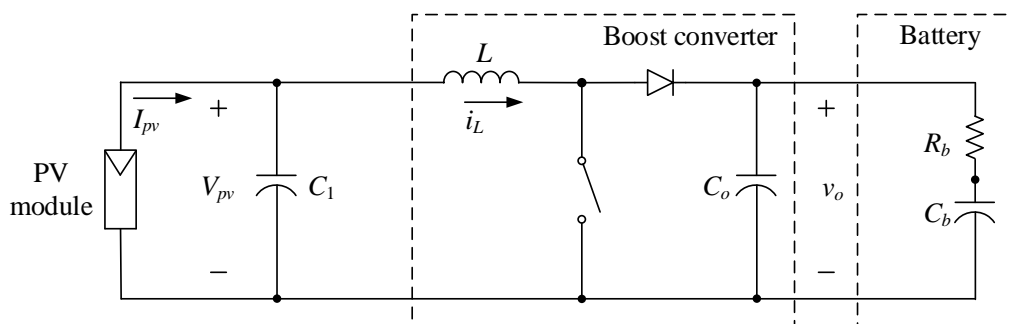 Boost converter
Battery
L
I_pv
+
i_L
+
R_b
PV
module
V_pv
C_1
C_o
v_o
C_b
−
−